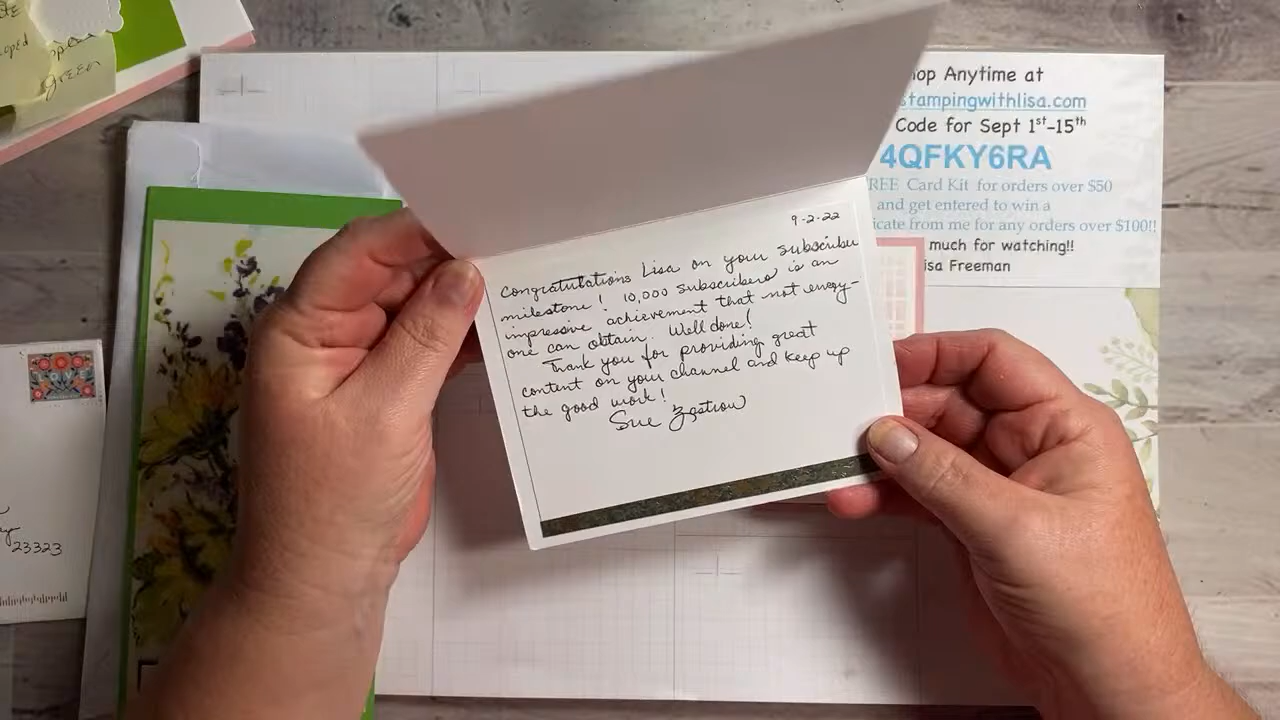 green
hop Anytime at
stampingwithlisa.com
Code for Sept 1st-15th
4QFKY6RA
REE Card Kit for orders over $50
and get entered to win a
icate from me for any orders over $100!!
much for watching!!
isa Freeman
9-2-22
Congratulations Lisa on your subscriber
milestone! 10,000 subscribers is an
impressive achievement that not every-
one can obtain. Well done!
Thank you for providing great
content on your channel and keep up
the good work!
Sue Zastrow
23323